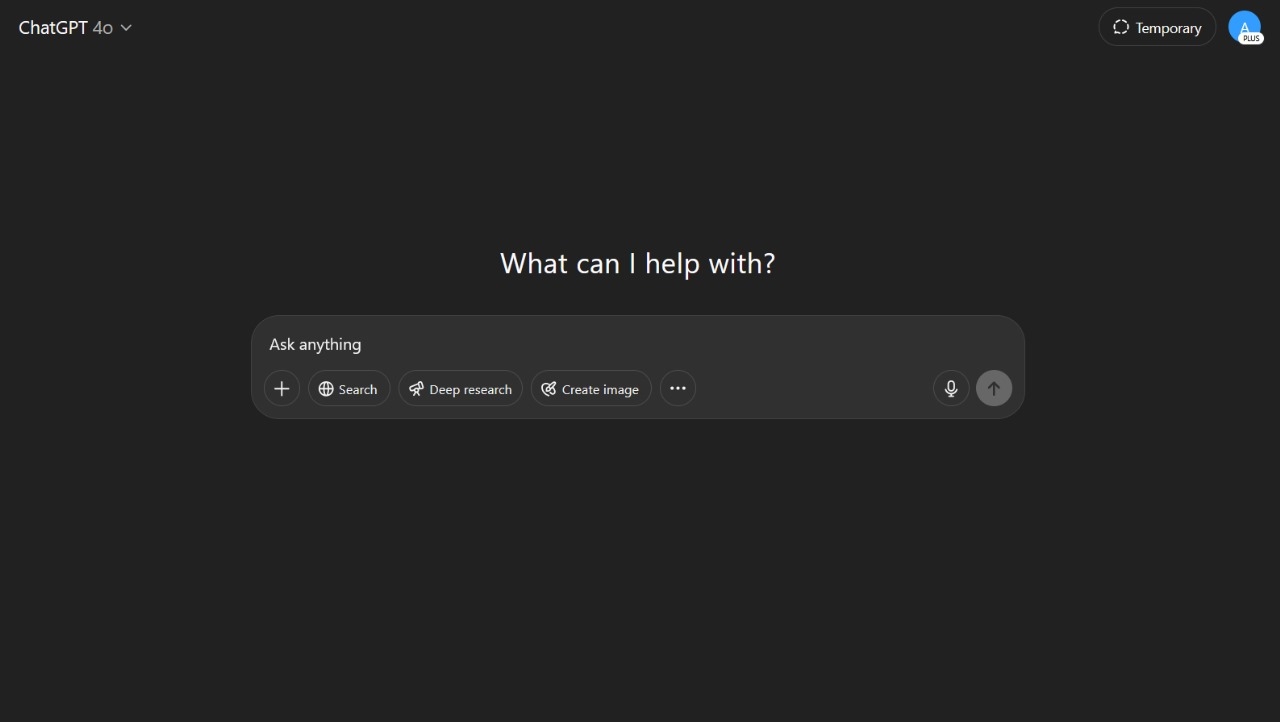 ChatGPT 4o
Temporary
A
PLUS
What can I help with?
Ask anything
Search
Deep research
Create image